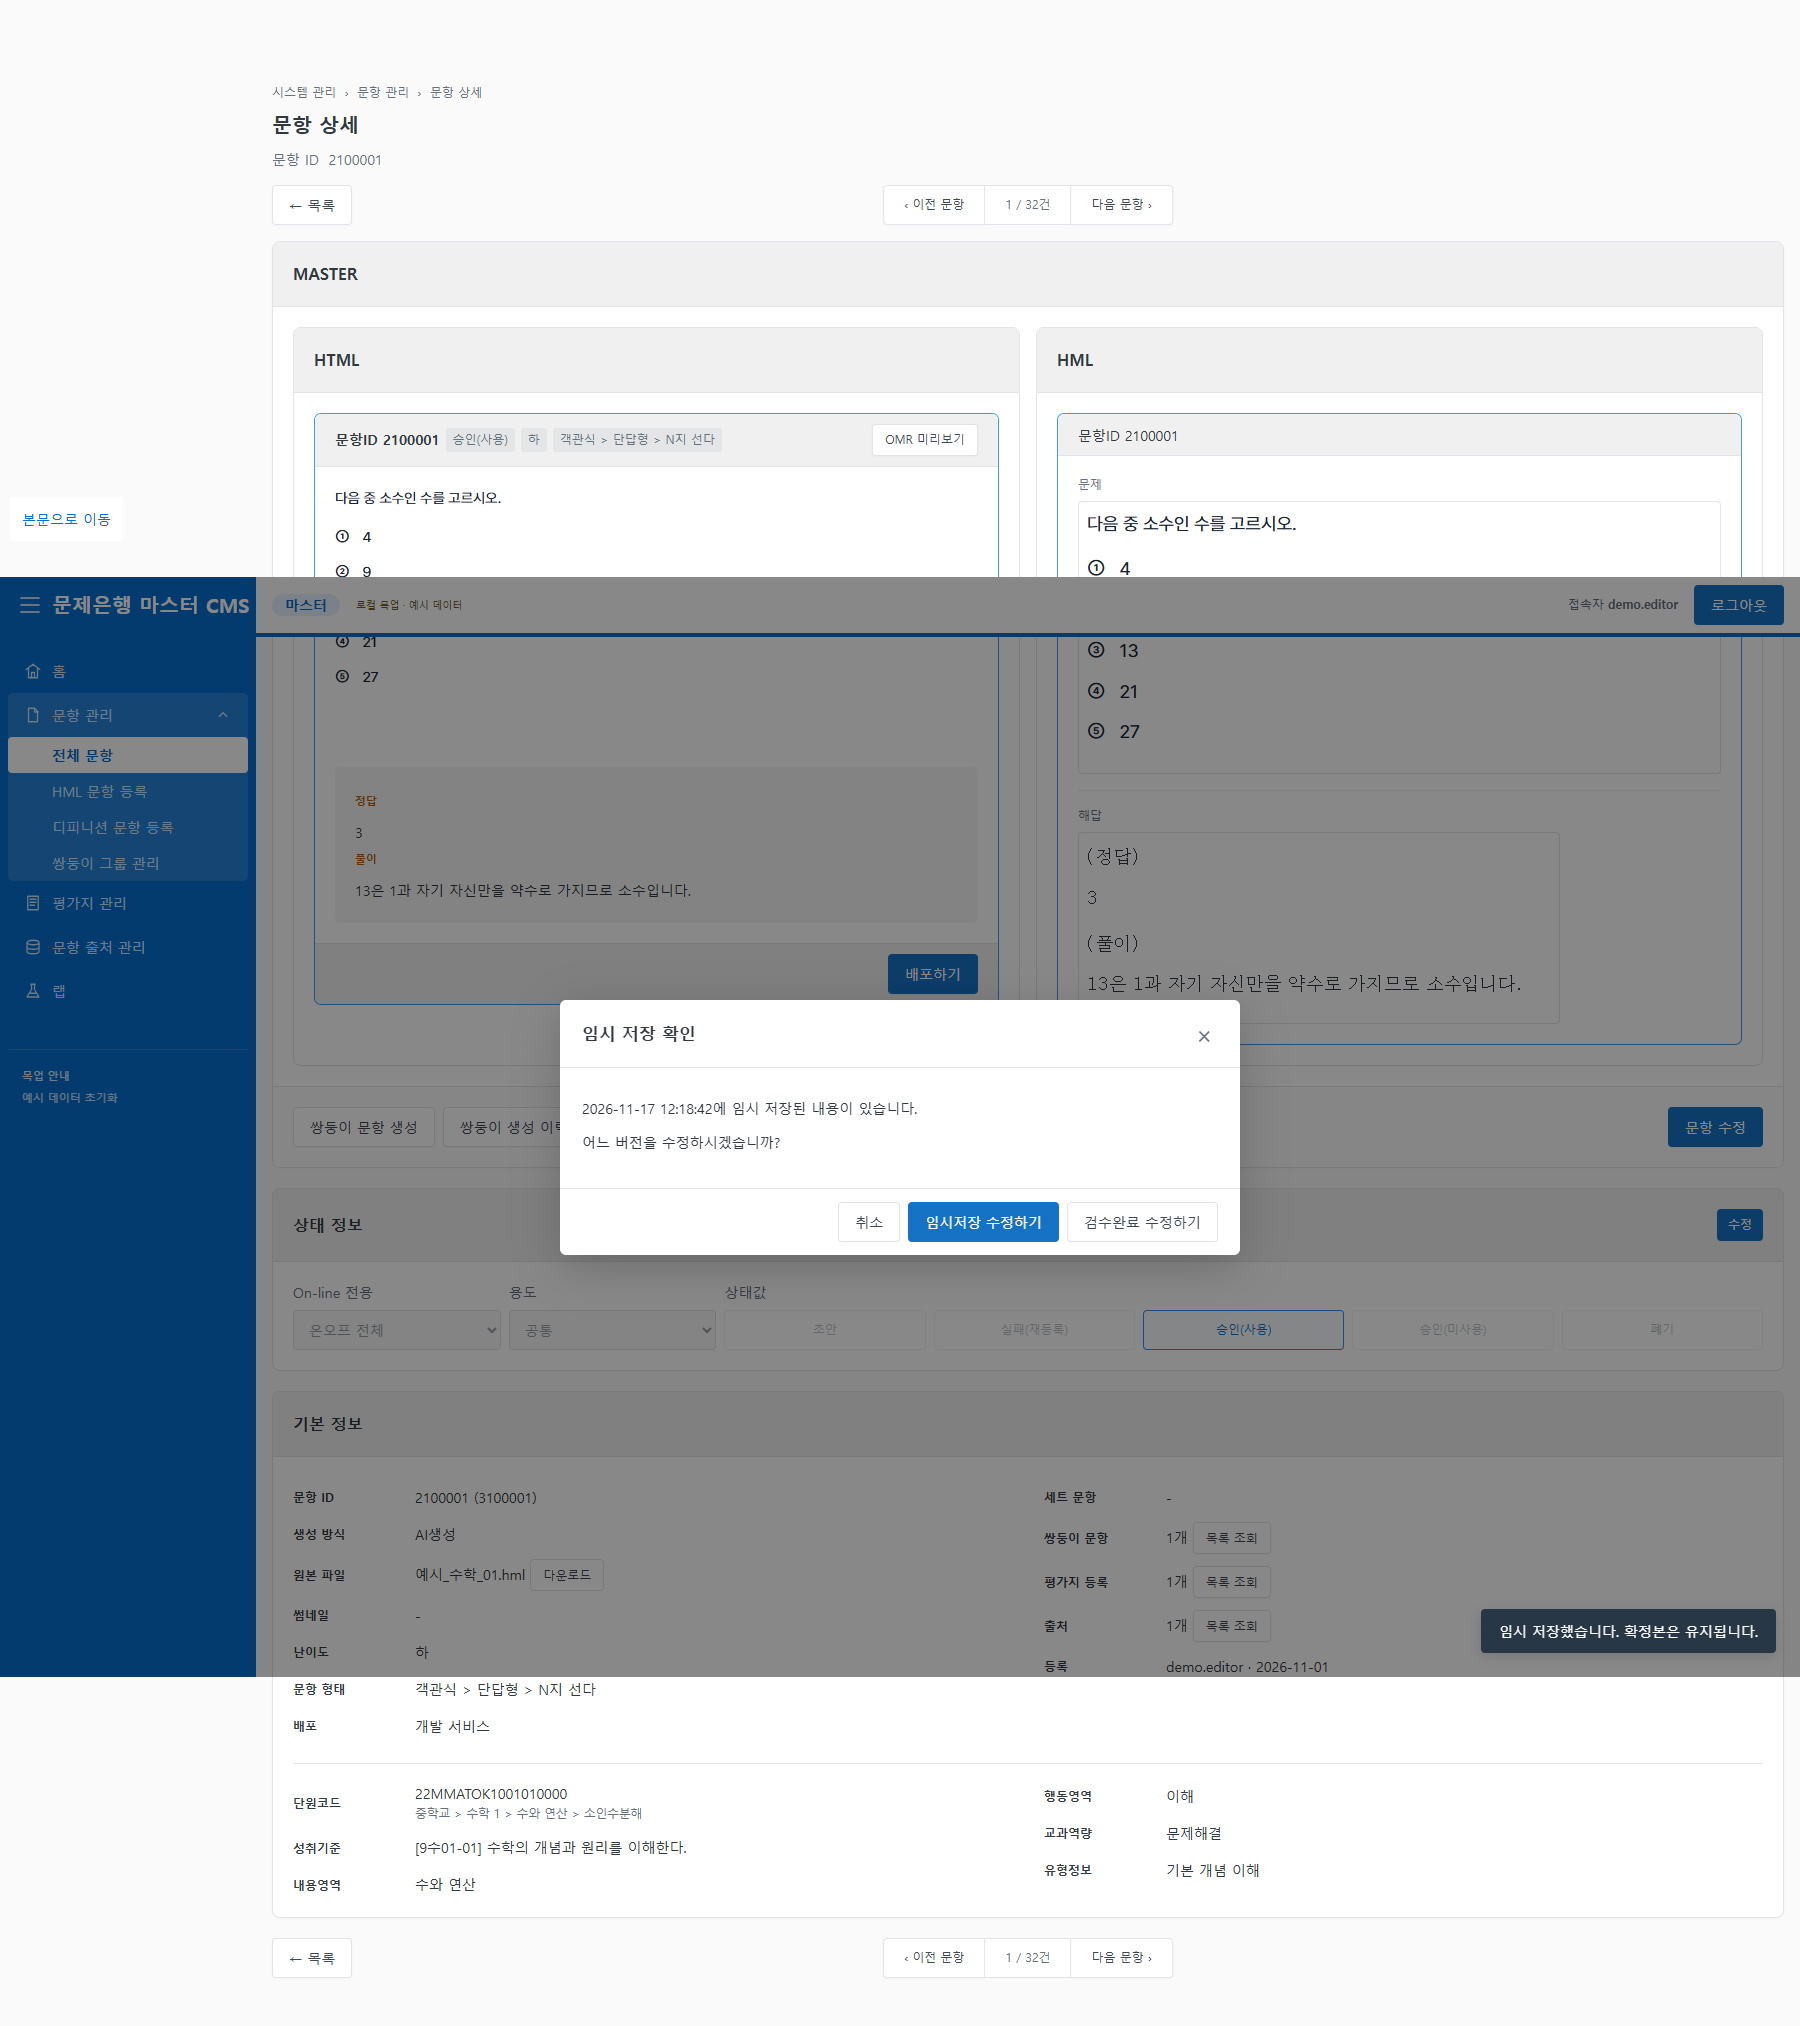 시스템 관리 › 문항 관리 › 문항 상세
문항 상세
문항 ID 2100001
← 목록
‹ 이전 문항
1 / 32건
다음 문항 ›
MASTER
HTML
문항ID 2100001
승인(사용)
하
객관식 > 단답형 > N지 선다
OMR 미리보기
다음 중 소수인 수를 고르시오.
① 4
② 9
④ 21
⑤ 27
정답
3
풀이
13은 1과 자기 자신만을 약수로 가지므로 소수입니다.
배포하기
HML
문항ID 2100001
문제
다음 중 소수인 수를 고르시오.
① 4
③ 13
④ 21
⑤ 27
해답
(정답)
3
(풀이)
13은 1과 자기 자신만을 약수로 가지므로 소수입니다.
본문으로 이동
문제은행 마스터 CMS
마스터
로컬 목업 · 예시 데이터
접속자 demo.editor
로그아웃
홈
문항 관리
전체 문항
HML 문항 등록
디피니션 문항 등록
쌍둥이 그룹 관리
평가지 관리
문항 출처 관리
랩
목업 안내
예시 데이터 초기화
임시 저장 확인
×
2026-11-17 12:18:42에 임시 저장된 내용이 있습니다.
어느 버전을 수정하시겠습니까?
취소
임시저장 수정하기
검수완료 수정하기
쌍둥이 문항 생성
쌍둥이 생성 이력
문항 수정
상태 정보
수정
On-line 전용
용도
상태값
온오프 전체
공통
초안
실패(재등록)
승인(사용)
승인(미사용)
폐기
기본 정보
문항 ID
2100001 (3100001)
생성 방식
AI생성
원본 파일
예시_수학_01.hml
다운로드
썸네일
-
난이도
하
문항 형태
객관식 > 단답형 > N지 선다
배포
개발 서비스
세트 문항
-
쌍둥이 문항
1개
목록 조회
평가지 등록
1개
목록 조회
출처
1개
목록 조회
등록
demo.editor · 2026-11-01
임시 저장했습니다. 확정본은 유지됩니다.
단원코드
22MMATOK1001010000
중학교 > 수학 1 > 수와 연산 > 소인수분해
성취기준
[9수01-01] 수학의 개념과 원리를 이해한다.
내용영역
수와 연산
행동영역
이해
교과역량
문제해결
유형정보
기본 개념 이해
← 목록
‹ 이전 문항
1 / 32건
다음 문항 ›